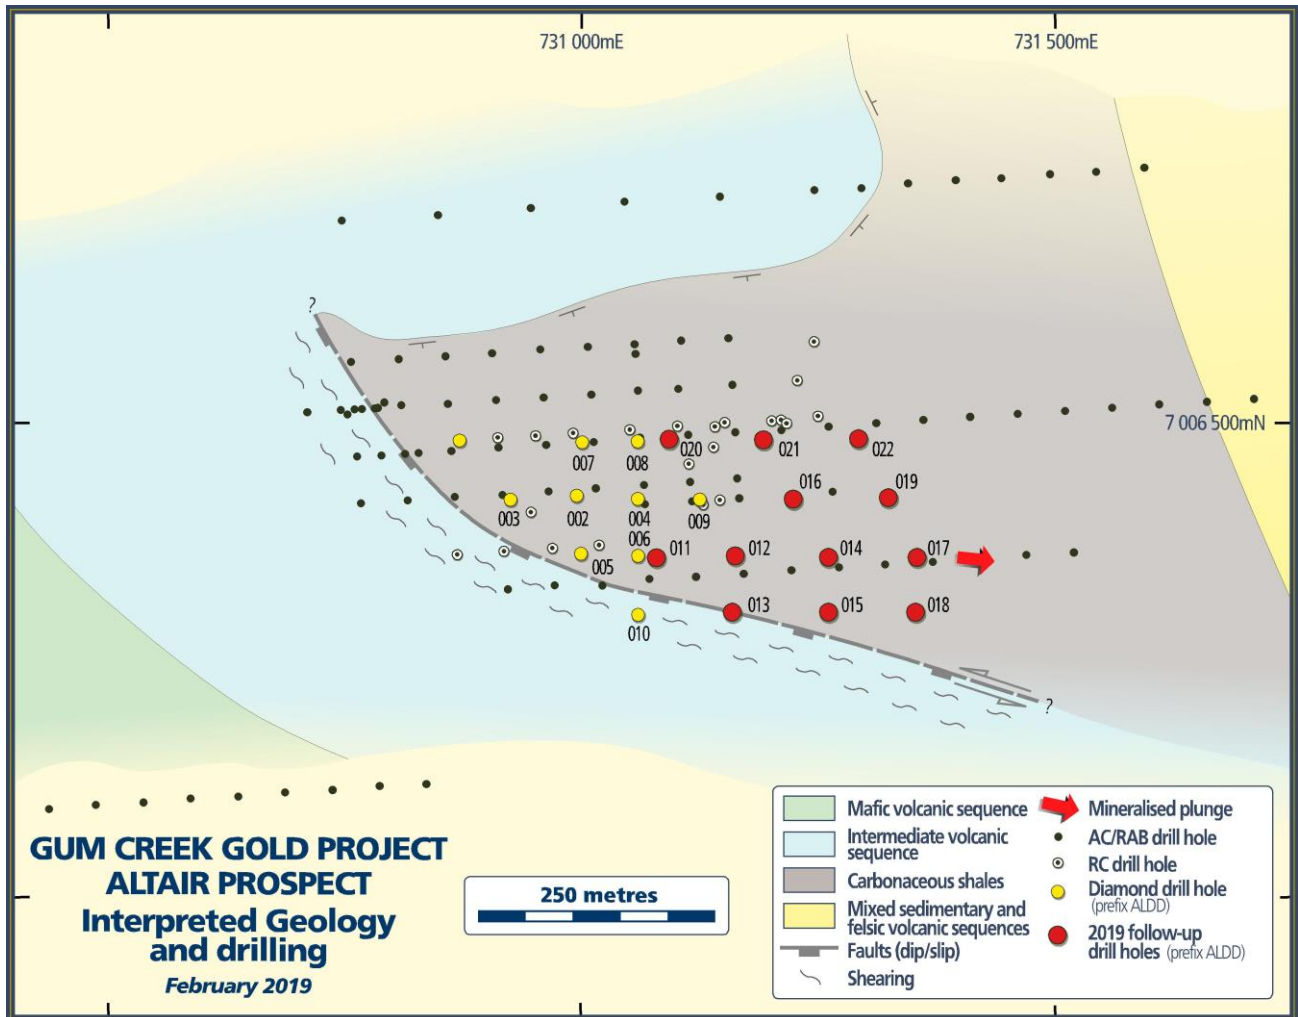 731 000mE
731 500mE
?
7 006 500mN
007
008
020
021
022
003
002
004
009
016
019
006
005
011
012
014
017
010
013
015
018
?
GUM CREEK GOLD PROJECT
ALTAIR PROSPECT
Interpreted Geology
and drilling
February 2019
250 metres
Mafic volcanic sequence
Intermediate volcanic
sequence
Carbonaceous shales
Mixed sedimentary and
felsic volcanic sequences
Faults (dip/slip)
Shearing
Mineralised plunge
AC/RAB drill hole
RC drill hole
Diamond drill hole
(prefix ALDD)
2019 follow-up
drill holes (prefix ALDD)